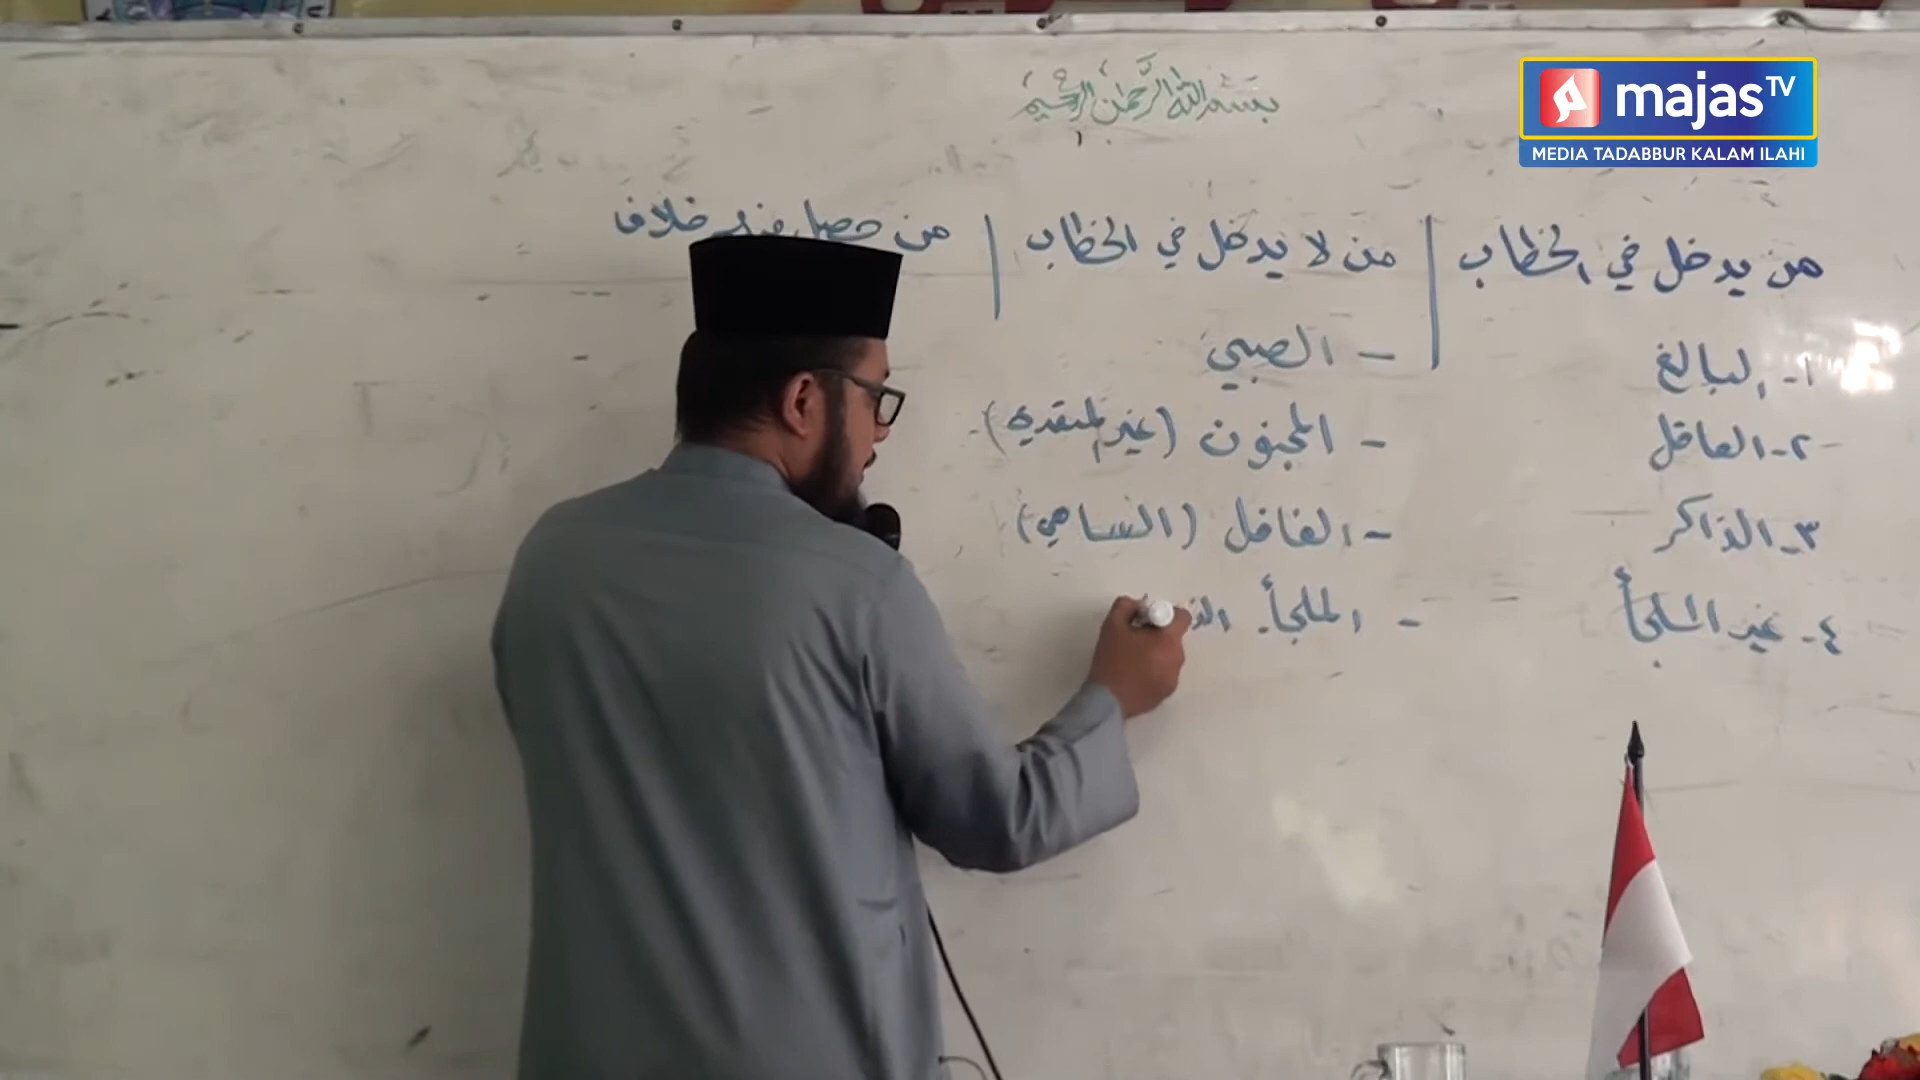 بسم الله الرحمن الرحيم
majas TV
MEDIA TADABBUR KALAM ILAHI
من يدخل في الخطاب
١- البالغ
٢- العاقل
٣- الذاكر
٤- غير الملجأ
من لا يدخل في الخطاب
- الصبي
- المجنون (غير
- الغافل (الساهي)
- الملجأ
من حصل فيه خلاف